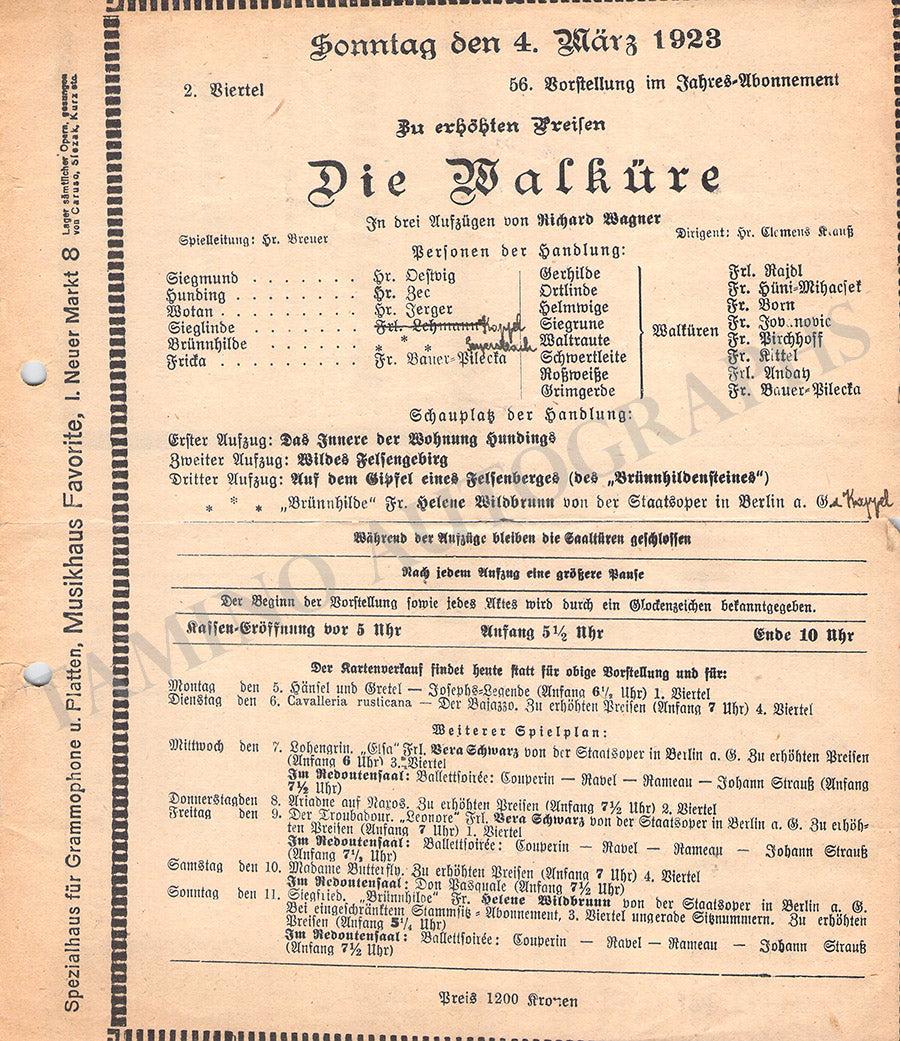 Sonntag den 4. März 1923
2. Viertel 56. Vorstellung im Jahres-Abonnement
Zu erhöhten Preisen
Die Walküre
In drei Aufzügen von Richard Wagner
Spielleitung: Hr. Breuer Dirigent: Hr. Clemens Krauß
Personen der Handlung:
Siegmund . . . . . . . . Hr. Oestvig
Hunding . . . . . . . . Hr. Zec
Wotan . . . . . . . . . Hr. Jerger
Sieglinde . . . . . . . . Frl. Lehmann Kappel
Brünnhilde . . . . . . . * * *
Fricka . . . . . . . . . Fr. Bauer-Pilecka
Gerhilde Frl. Rajdl
Ortlinde Fr. Hüni-Mihacsek
Helmwige Fr. Born
Siegrune Fr. Jovanovic
Walküren
Waltraute Fr. Pirchhoff
Schwertleite Fr. Kittel
Roßweiße Frl. Anday
Grimgerde Fr. Bauer-Pilecka
Schauplatz der Handlung:
Erster Aufzug: Das Innere der Wohnung Hundings
Zweiter Aufzug: Wildes Felsengebirg
Dritter Aufzug: Auf dem Gipfel eines Felsenberges (des „Brünnhildensteines")
* * * „Brünnhilde" Fr. Helene Wildbrunn von der Staatsoper in Berlin a. G. Kappel
Während der Aufzüge bleiben die Saaltüren geschlossen
Nach jedem Aufzug eine größere Pause
Der Beginn der Vorstellung sowie jedes Aktes wird durch ein Glockenzeichen bekanntgegeben.
Kassen-Eröffnung vor 5 Uhr Anfang 5½ Uhr Ende 10 Uhr
Der Kartenverkauf findet heute statt für obige Vorstellung und für:
Montag den 5. Hänsel und Gretel — Josephs-Legende (Anfang 6½ Uhr) 1. Viertel
Dienstag den 6. Cavalleria rusticana — Der Bajazzo. Zu erhöhten Preisen (Anfang 7 Uhr) 4. Viertel
Weiterer Spielplan:
Mittwoch den 7. Lohengrin. „Elsa" Frl. Vera Schwarz von der Staatsoper in Berlin a. G. Zu erhöhten Preisen
(Anfang 6 Uhr) 3. Viertel
Im Redoutensaal: Ballettsoirée: Couperin — Ravel — Rameau — Johann Strauß (Anfang
7½ Uhr)
Donnerstag den 8. Ariadne auf Naxos. Zu erhöhten Preisen (Anfang 7½ Uhr) 2. Viertel
Freitag den 9. Der Troubadour. „Leonore" Frl. Vera Schwarz von der Staatsoper in Berlin a. G. Zu erhöh-
ten Preisen (Anfang 7 Uhr) 1. Viertel
Im Redoutensaal: Ballettsoirée: Couperin — Ravel — Rameau — Johann Strauß
(Anfang 7½ Uhr)
Samstag den 10. Madame Butterfly. Zu erhöhten Preisen (Anfang 7 Uhr) 4. Viertel
Im Redoutensaal: Don Pasquale (Anfang 7½ Uhr)
Sonntag den 11. Siegfried. „Brünnhilde" Fr. Helene Wildbrunn von der Staatsoper in Berlin a. G.
Bei eingeschränktem Stammsitz-Abonnement, 3. Viertel ungerade Sitznummern. Zu erhöhten
Preisen (Anfang 5¼ Uhr)
Im Redoutensaal: Ballettsoirée: Couperin — Ravel — Rameau — Johann Strauß
(Anfang 7½ Uhr)
Preis 1200 Kronen
Spezialhaus für Grammophone u. Platten, Musikhaus Favorite, I. Neuer Markt 8
Lager sämtlicher Opern, gesungen
von Caruso, Slezak, Kurz etc.
TAMINO AUTOGRAPHS